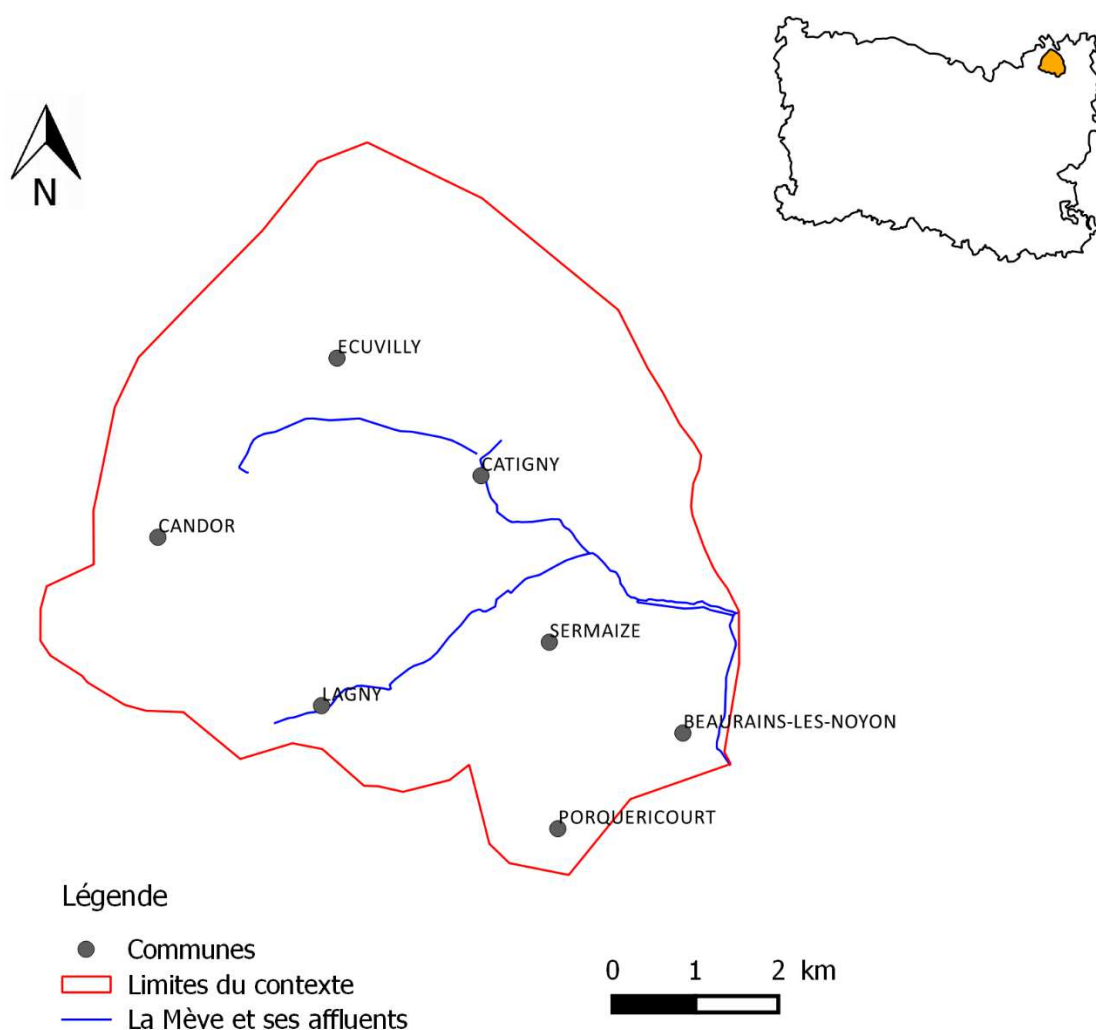 N
ECUVILLY
CATIGNY
CANDOR
SERMAIZE
LAGNY
BEAURAINS-LES-NOYON
PORQUERICOURT
Légende
Communes
Limites du contexte
La Mève et ses affluents
0 1 2 km